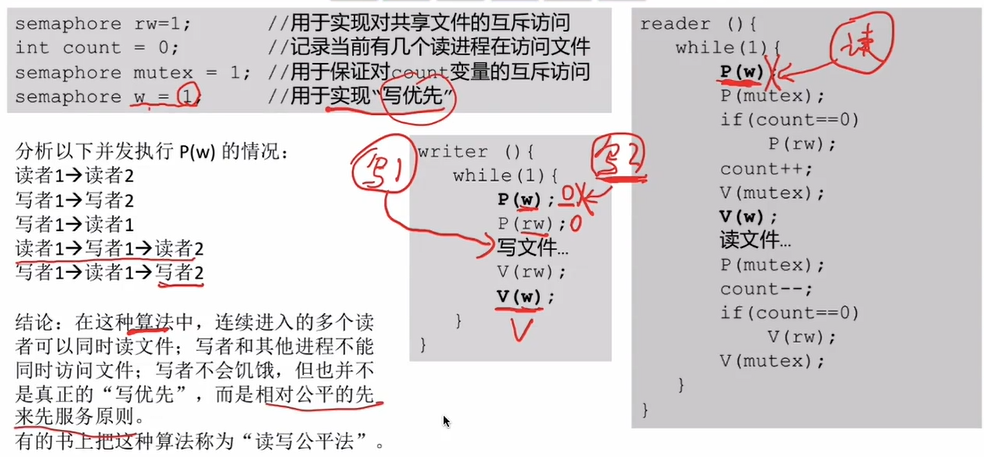 semaphore rw=1; //用于实现对共享文件的互斥访问
int count = 0; //记录当前有几个读进程在访问文件
semaphore mutex = 1; //用于保证对count变量的互斥访问
semaphore w = 1; //用于实现“写优先”
分析以下并发执行 P(w) 的情况：
读者1→读者2
写者1→写者2
写者1→读者1
读者1→写者1→读者2
写者1→读者1→写者2
结论：在这种算法中，连续进入的多个读
者可以同时读文件；写者和其他进程不能
同时访问文件；写者不会饥饿，但也并不
是真正的“写优先”，而是相对公平的先
来先服务原则。
有的书上把这种算法称为“读写公平法”。
写1
写2
writer (){
while(1){
P(w); 0
P(rw); 0
写文件…
V(rw);
V(w);
V
}
}
reader (){
while(1){
读
P(w)
P(mutex);
if(count==0)
P(rw);
count++;
V(mutex);
V(w);
读文件…
P(mutex);
count--;
if(count==0)
V(rw);
V(mutex);
}
}